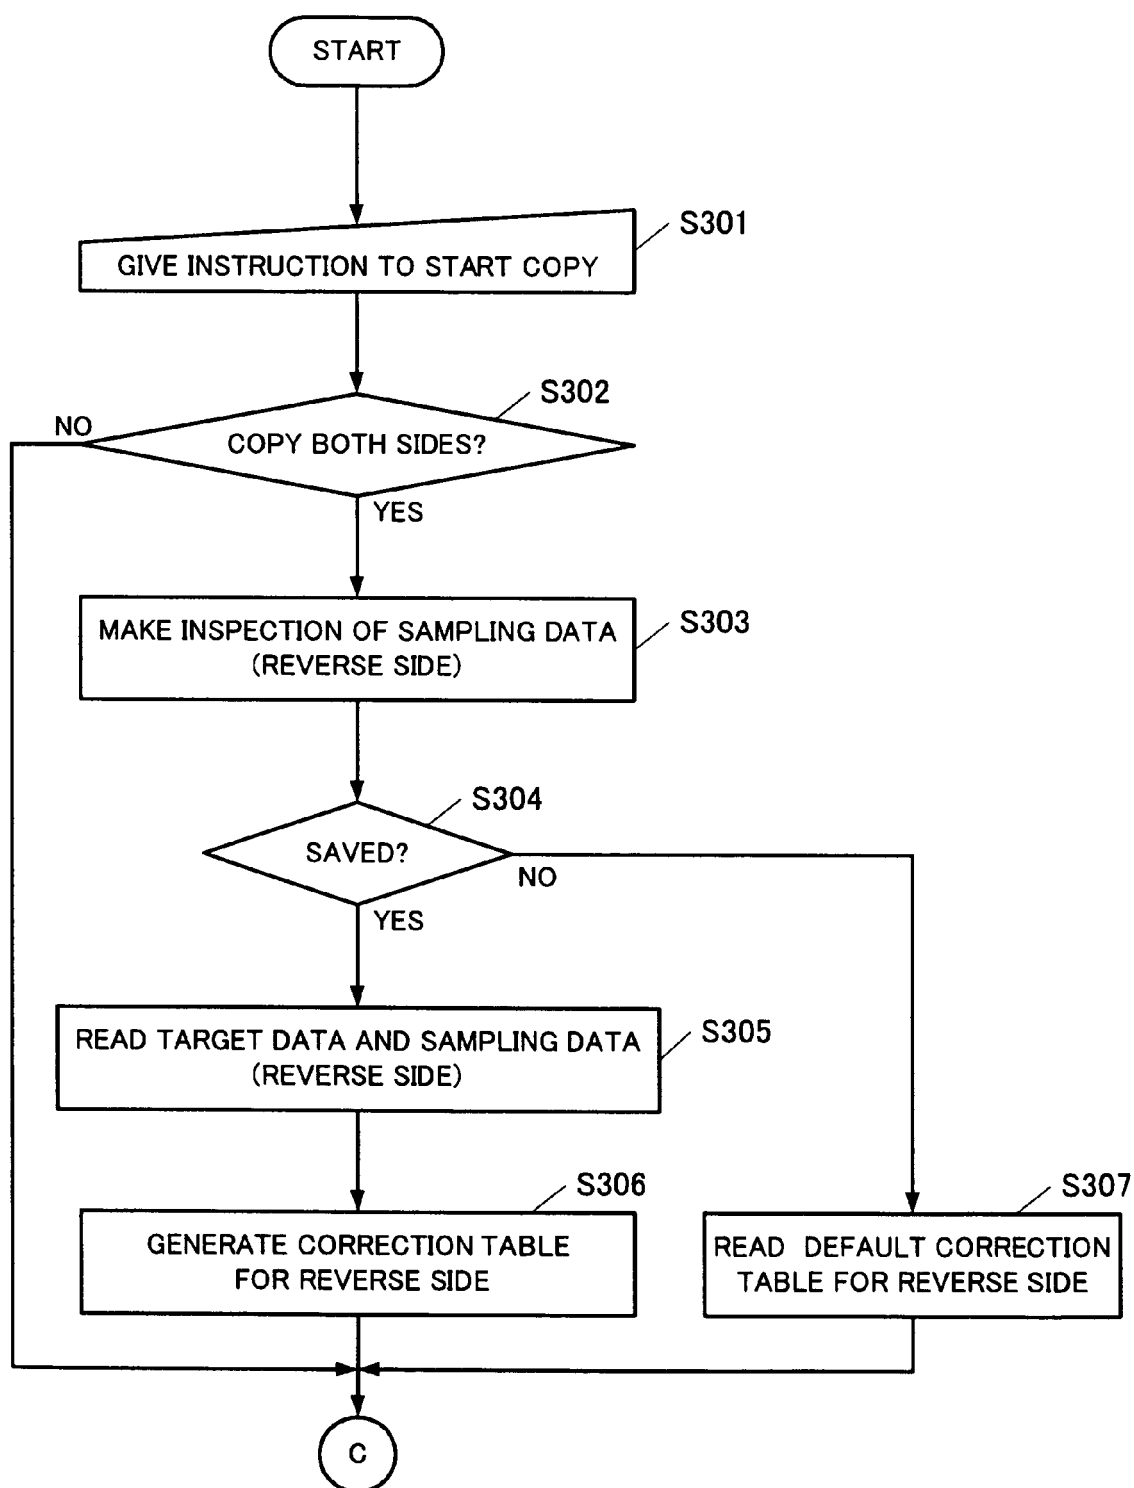 START
S301
GIVE INSTRUCTION TO START COPY
S302
NO
COPY BOTH SIDES?
YES
S303
MAKE INSPECTION OF SAMPLING DATA
(REVERSE SIDE)
S304
SAVED?
NO
YES
S305
READ TARGET DATA AND SAMPLING DATA
(REVERSE SIDE)
S306
GENERATE CORRECTION TABLE
FOR REVERSE SIDE
S307
READ DEFAULT CORRECTION
TABLE FOR REVERSE SIDE
C